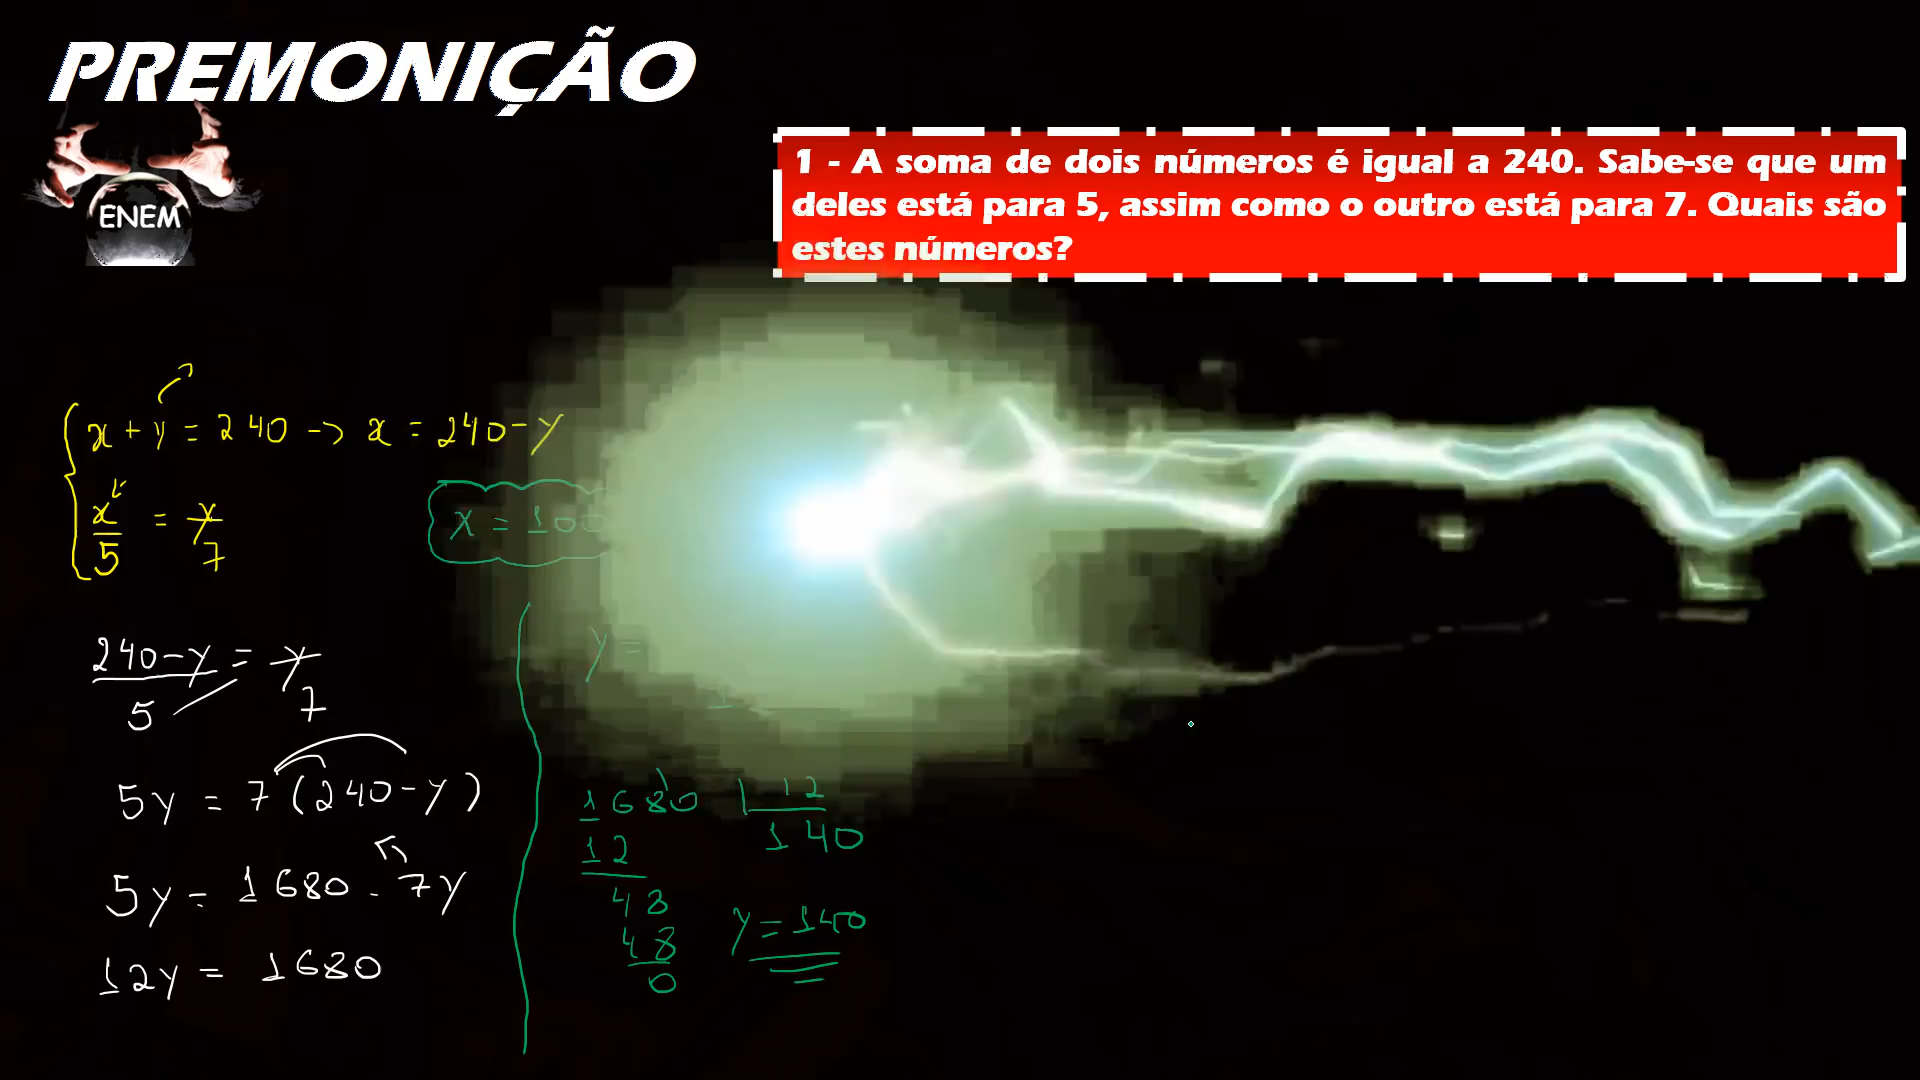 PREMONIÇÃO
ENEM
1 - A soma de dois números é igual a 240. Sabe-se que um
deles está para 5, assim como o outro está para 7. Quais são
estes números?
x + y = 240 -> x = 240 - y
x/5 = y/7
x = 100
240 - y / 5 = y / 7
5y = 7 (240 - y)
5y = 1680 - 7y
12y = 1680
y =
1680 | 12
12
140
48
48
0
y = 140